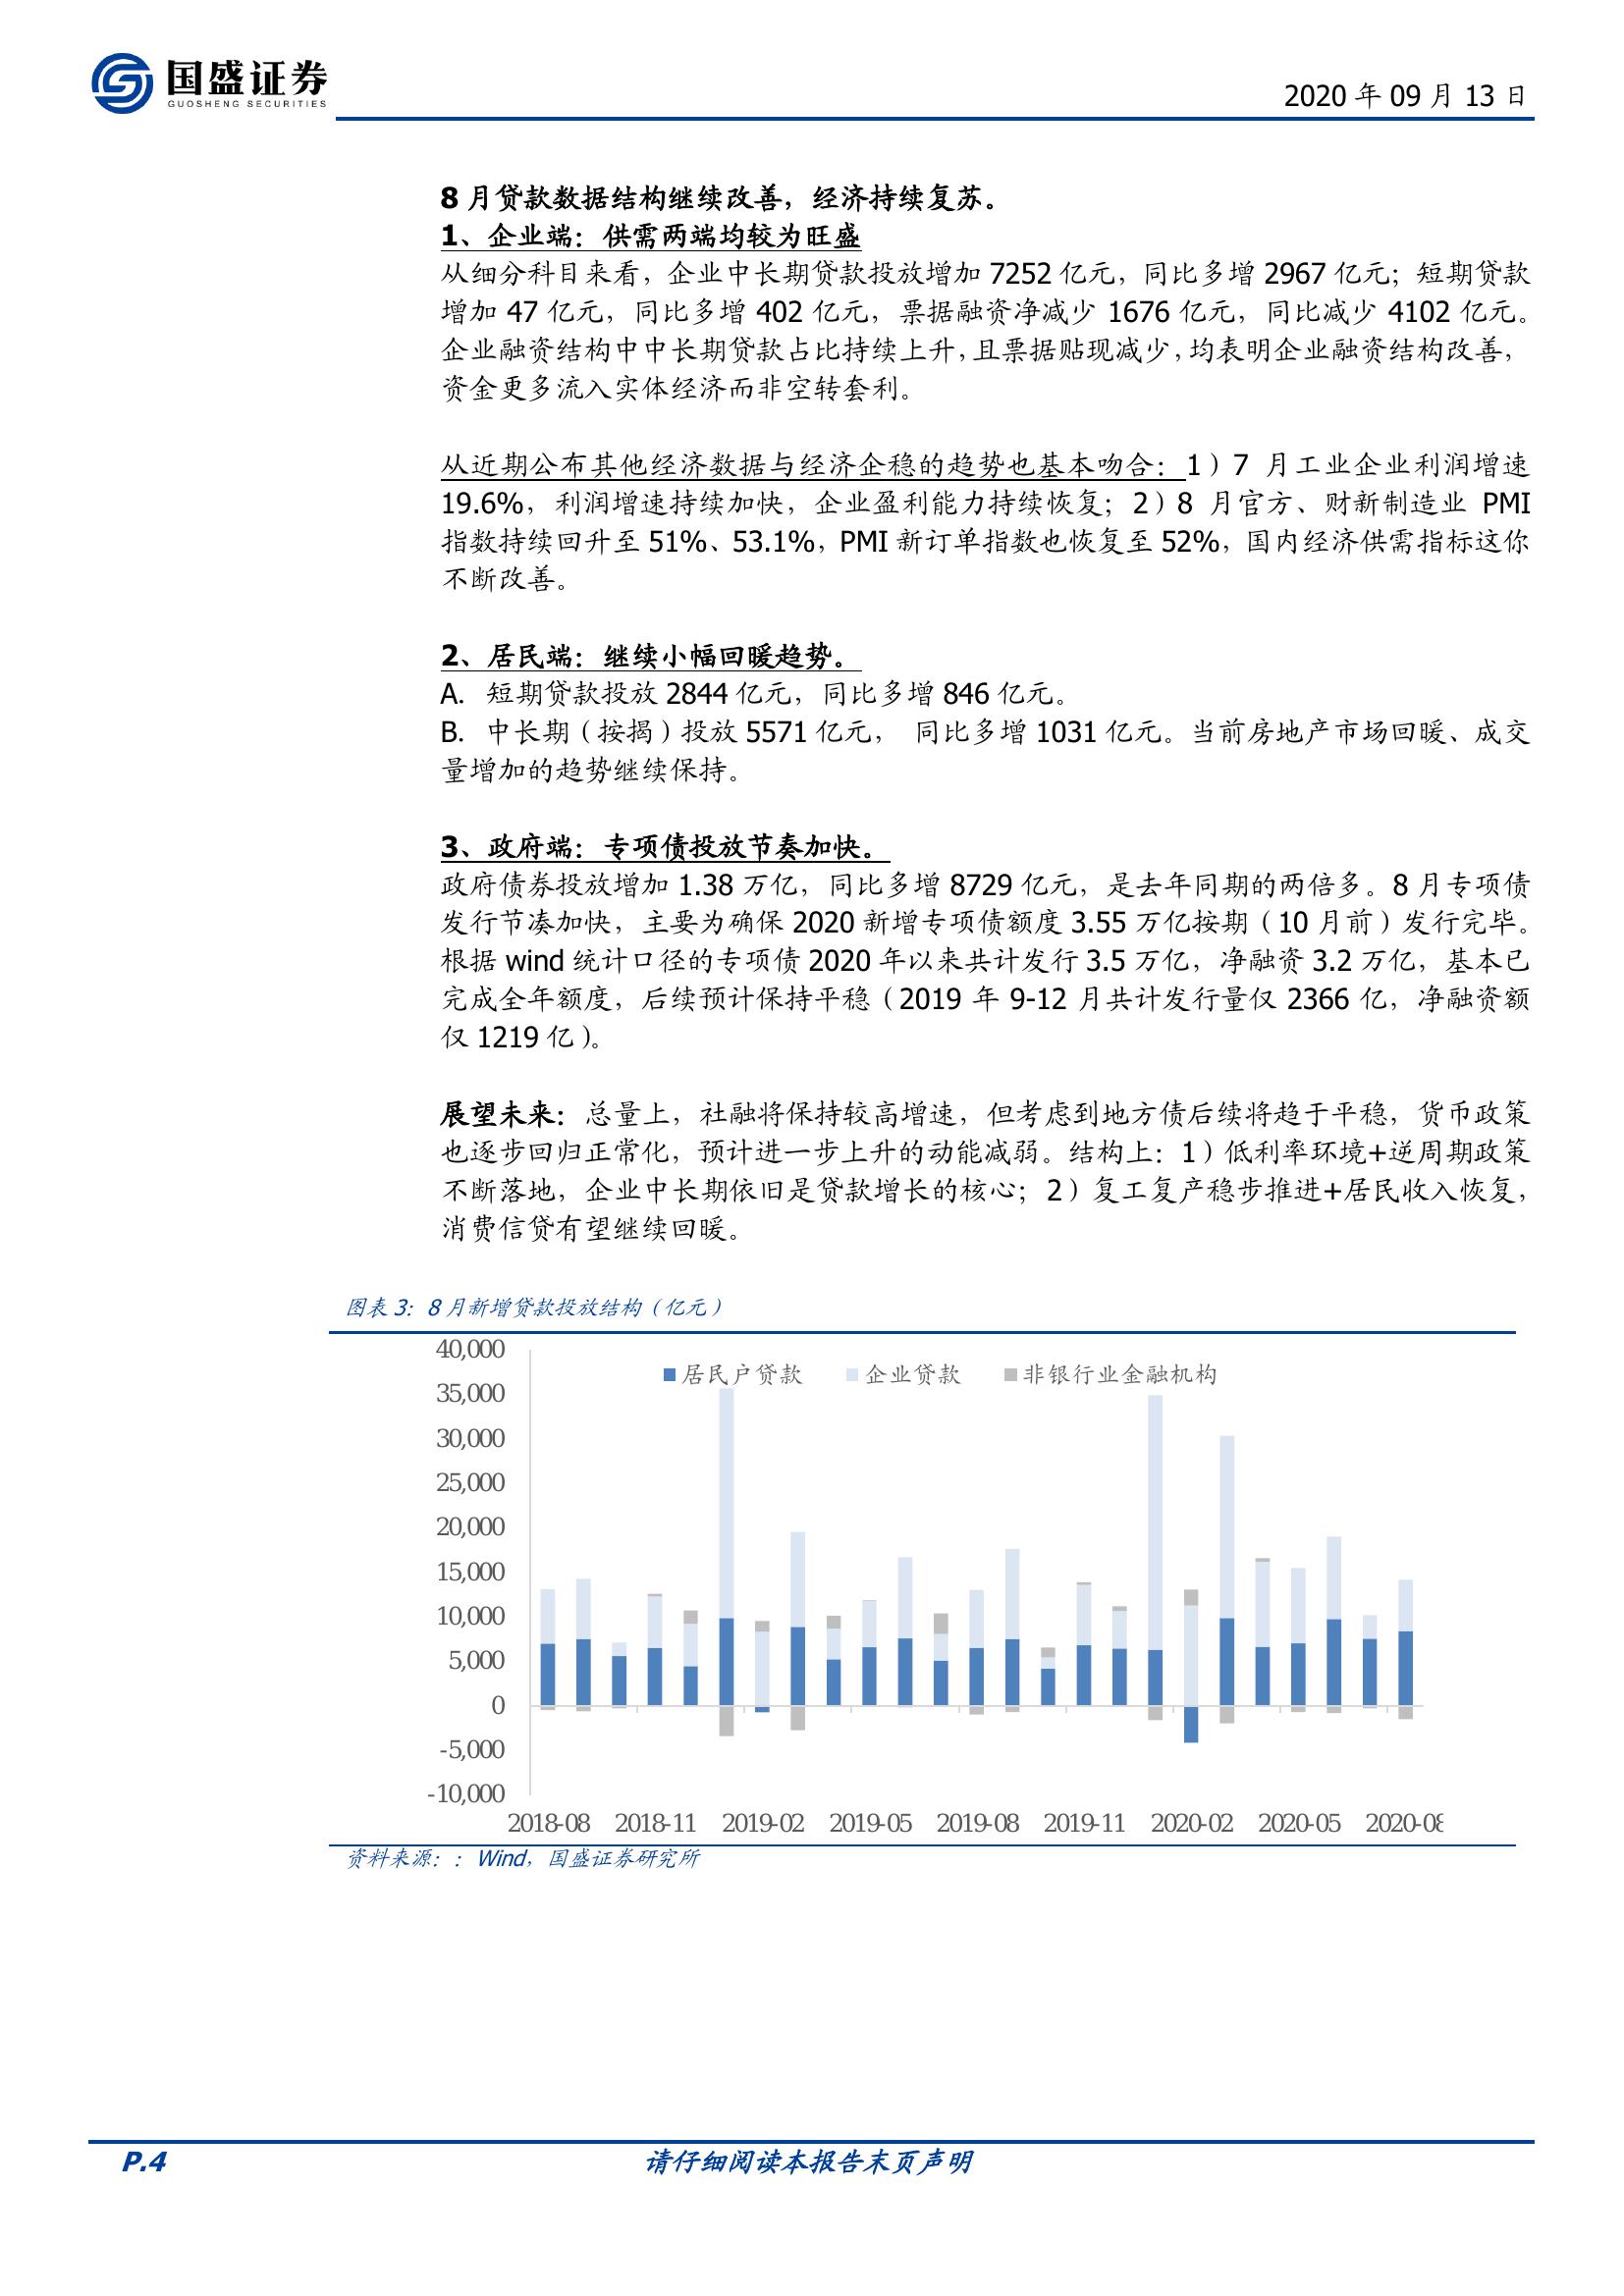 国盛证券
GUOSHENG SECURITIES
2020 年 09 月 13 日
8 月贷款数据结构继续改善，经济持续复苏。
1、企业端：供需两端均较为旺盛
从细分科目来看，企业中长期贷款投放增加 7252 亿元，同比多增 2967 亿元；短期贷款
增加 47 亿元，同比多增 402 亿元，票据融资净减少 1676 亿元，同比减少 4102 亿元。
企业融资结构中中长期贷款占比持续上升，且票据贴现减少，均表明企业融资结构改善，
资金更多流入实体经济而非空转套利。
从近期公布其他经济数据与经济企稳的趋势也基本吻合：1）7 月工业企业利润增速
19.6%，利润增速持续加快，企业盈利能力持续恢复；2）8 月官方、财新制造业 PMI
指数持续回升至 51%、53.1%，PMI 新订单指数也恢复至 52%，国内经济供需指标这你
不断改善。
2、居民端：继续小幅回暖趋势。
A. 短期贷款投放 2844 亿元，同比多增 846 亿元。
B. 中长期（按揭）投放 5571 亿元， 同比多增 1031 亿元。当前房地产市场回暖、成交
量增加的趋势继续保持。
3、政府端：专项债投放节奏加快。
政府债券投放增加 1.38 万亿，同比多增 8729 亿元，是去年同期的两倍多。8 月专项债
发行节凑加快，主要为确保 2020 新增专项债额度 3.55 万亿按期（10 月前）发行完毕。
根据 wind 统计口径的专项债 2020 年以来共计发行 3.5 万亿，净融资 3.2 万亿，基本已
完成全年额度，后续预计保持平稳（2019 年 9-12 月共计发行量仅 2366 亿，净融资额
仅 1219 亿）。
展望未来：总量上，社融将保持较高增速，但考虑到地方债后续将趋于平稳，货币政策
也逐步回归正常化，预计进一步上升的动能减弱。结构上：1）低利率环境+逆周期政策
不断落地，企业中长期依旧是贷款增长的核心；2）复工复产稳步推进+居民收入恢复，
消费信贷有望继续回暖。
图表 3：8 月新增贷款投放结构（亿元）
40,000
居民户贷款 企业贷款 非银行业金融机构
35,000
30,000
25,000
20,000
15,000
10,000
5,000
0
-5,000
-10,000
2018-08 2018-11 2019-02 2019-05 2019-08 2019-11 2020-02 2020-05 2020-08
资料来源：：Wind，国盛证券研究所
P.4 请仔细阅读本报告末页声明